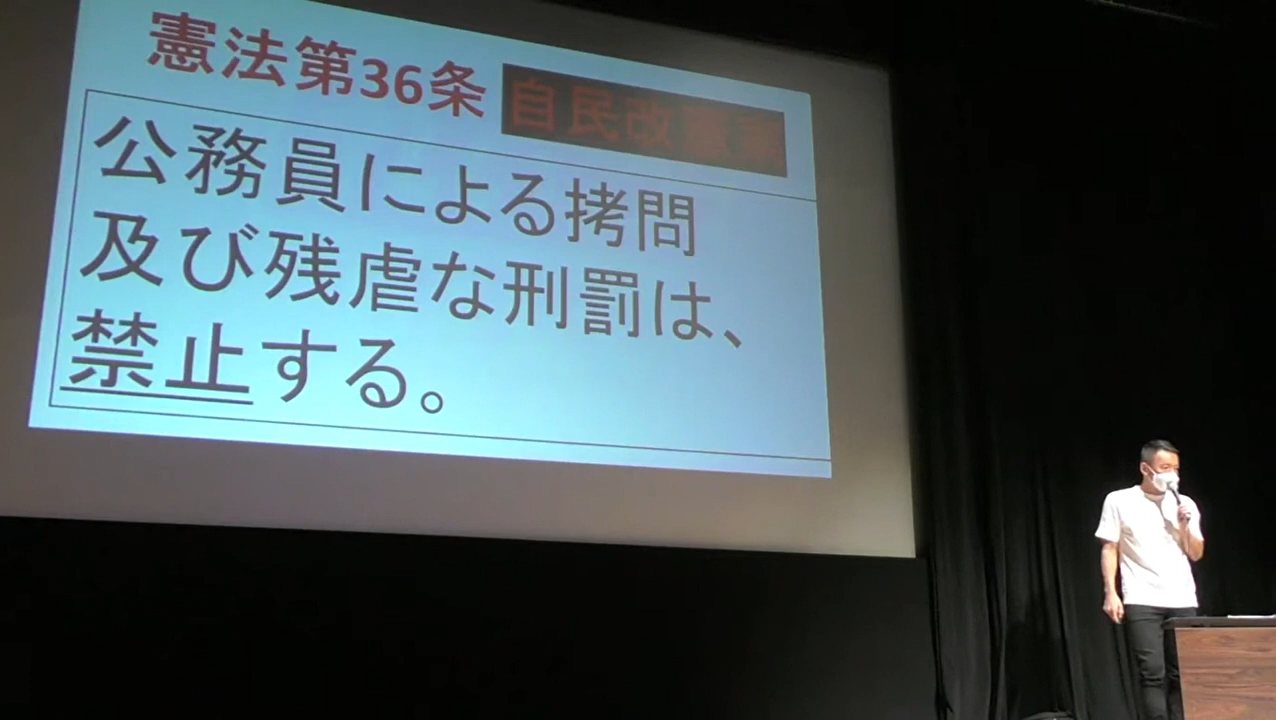 憲法第36条 自民改憲案
公務員による拷問
及び残虐な刑罰は、
禁止する。